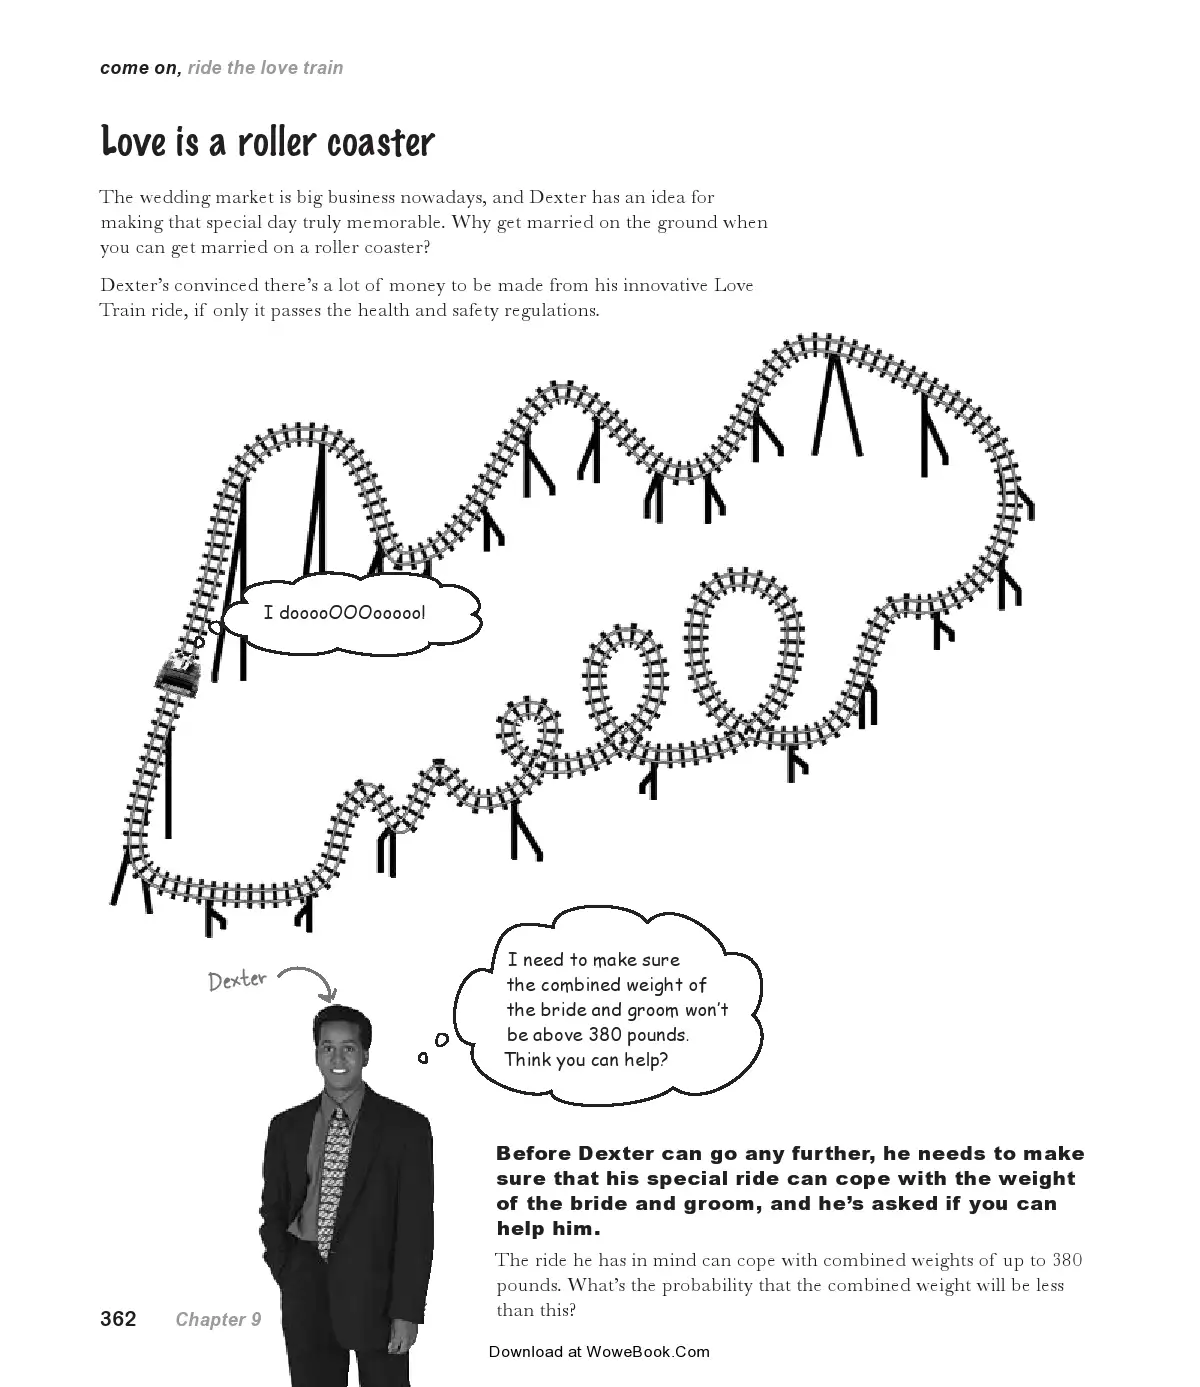 come on, ride the love train
Love is a roller coaster
The wedding market is big business nowadays, and Dexter has an idea for
making that special day truly memorable. Why get married on the ground when
you can get married on a roller coaster?
Dexter’s convinced there’s a lot of money to be made from his innovative Love
Train ride, if only it passes the health and safety regulations.
I dooooOOOooooo!
I need to make sure
the combined weight of
the bride and groom won’t
be above 380 pounds.
Think you can help?
Dexter
Before Dexter can go any further, he needs to make
sure that his special ride can cope with the weight
of the bride and groom, and he’s asked if you can
help him.
The ride he has in mind can cope with combined weights of up to 380
pounds. What’s the probability that the combined weight will be less
than this?
362 Chapter 9
Download at WoweBook.Com